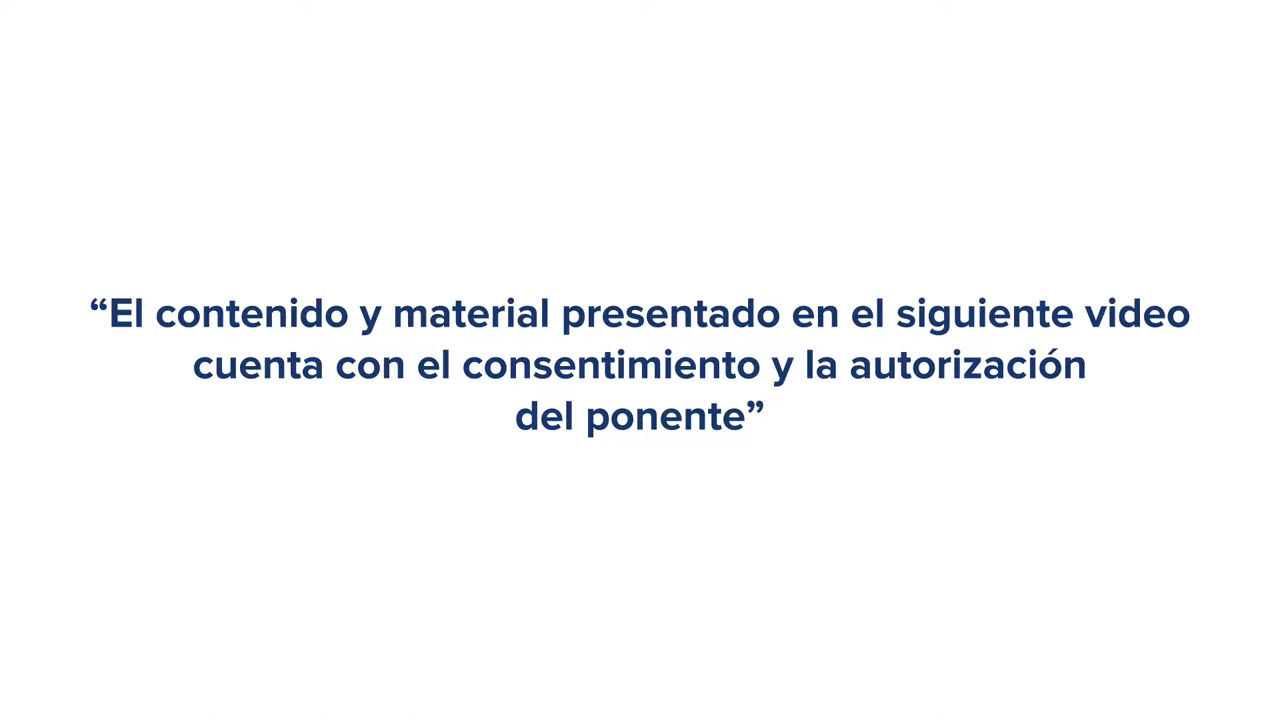 “El contenido y material presentado en el siguiente video
cuenta con el consentimiento y la autorización
del ponente”